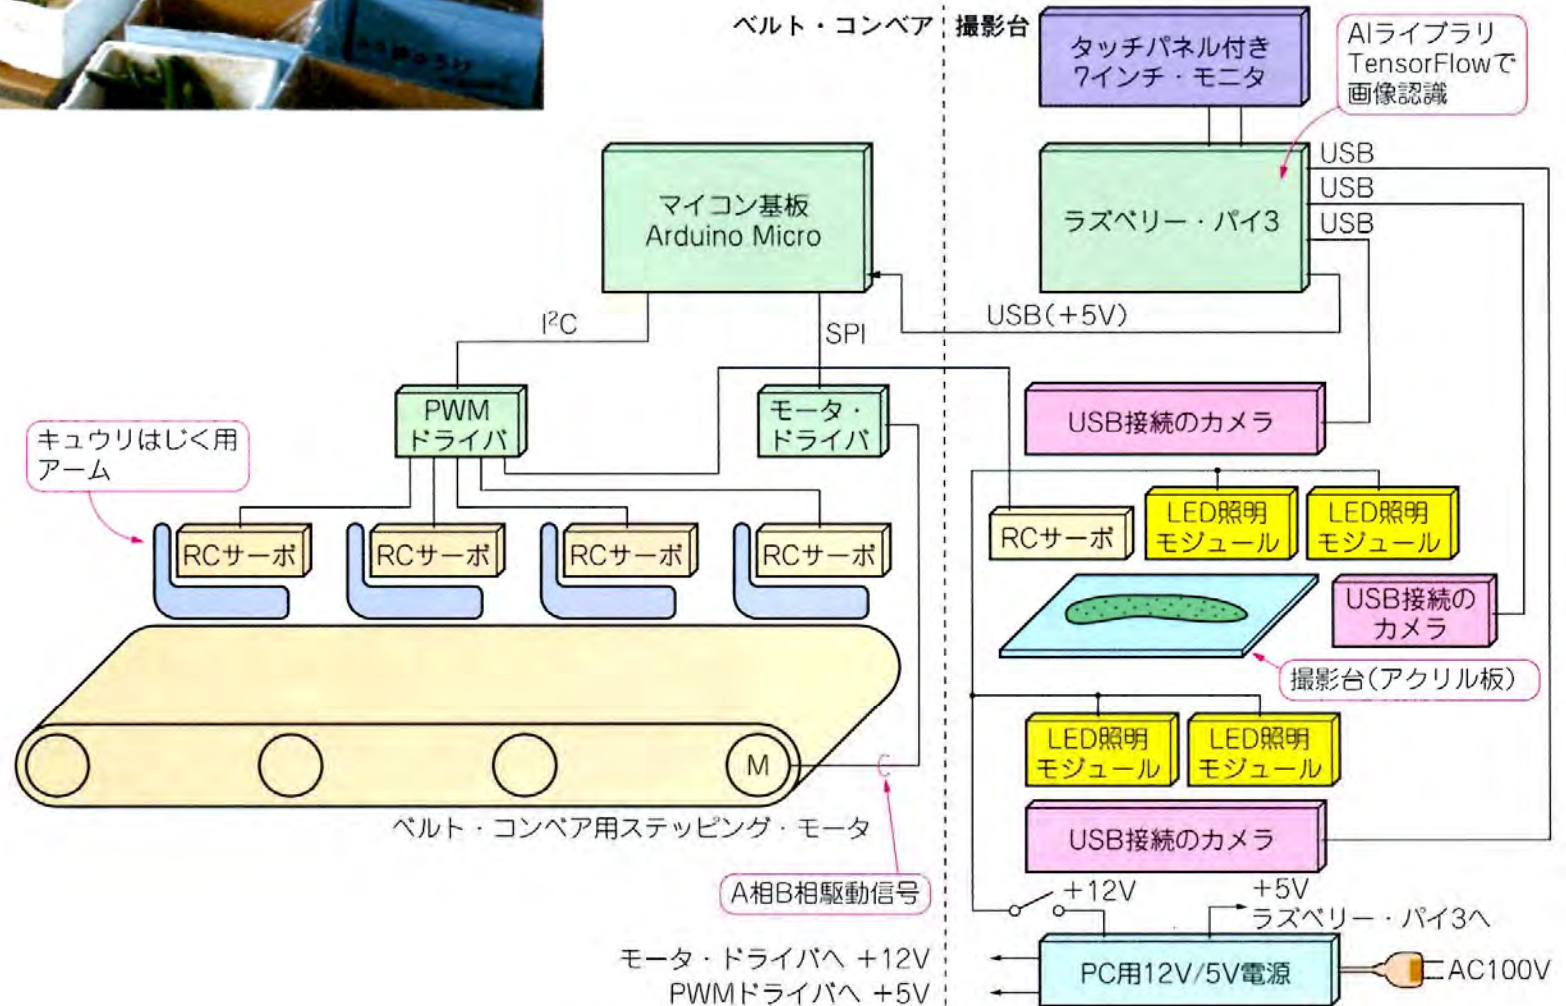 ベルト・コンベア
撮影台
タッチパネル付き
7インチ・モニタ
AIライブラリ
TensorFlowで
画像認識
マイコン基板
Arduino Micro
ラズベリー・パイ3
USB
USB
USB
USB(+5V)
I²C
SPI
PWM
ドライバ
モータ・
ドライバ
USB接続のカメラ
キュウリはじく用
アーム
RCサーボ
RCサーボ
RCサーボ
RCサーボ
RCサーボ
LED照明
モジュール
LED照明
モジュール
USB接続の
カメラ
撮影台(アクリル板)
LED照明
モジュール
LED照明
モジュール
M
ベルト・コンベア用ステッピング・モータ
USB接続のカメラ
A相B相駆動信号
+12V
+5V
ラズベリー・パイ3へ
モータ・ドライバへ +12V
PWMドライバへ +5V
PC用12V/5V電源
AC100V